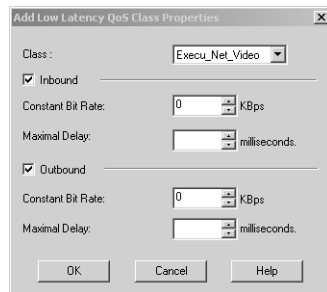 Add Low Latency QoS Class Properties
Class : Execu_Net_Video
Inbound
Constant Bit Rate: 0 KBps
Maximal Delay: milliseconds.
Outbound
Constant Bit Rate: 0 KBps
Maximal Delay: milliseconds.
OK Cancel Help